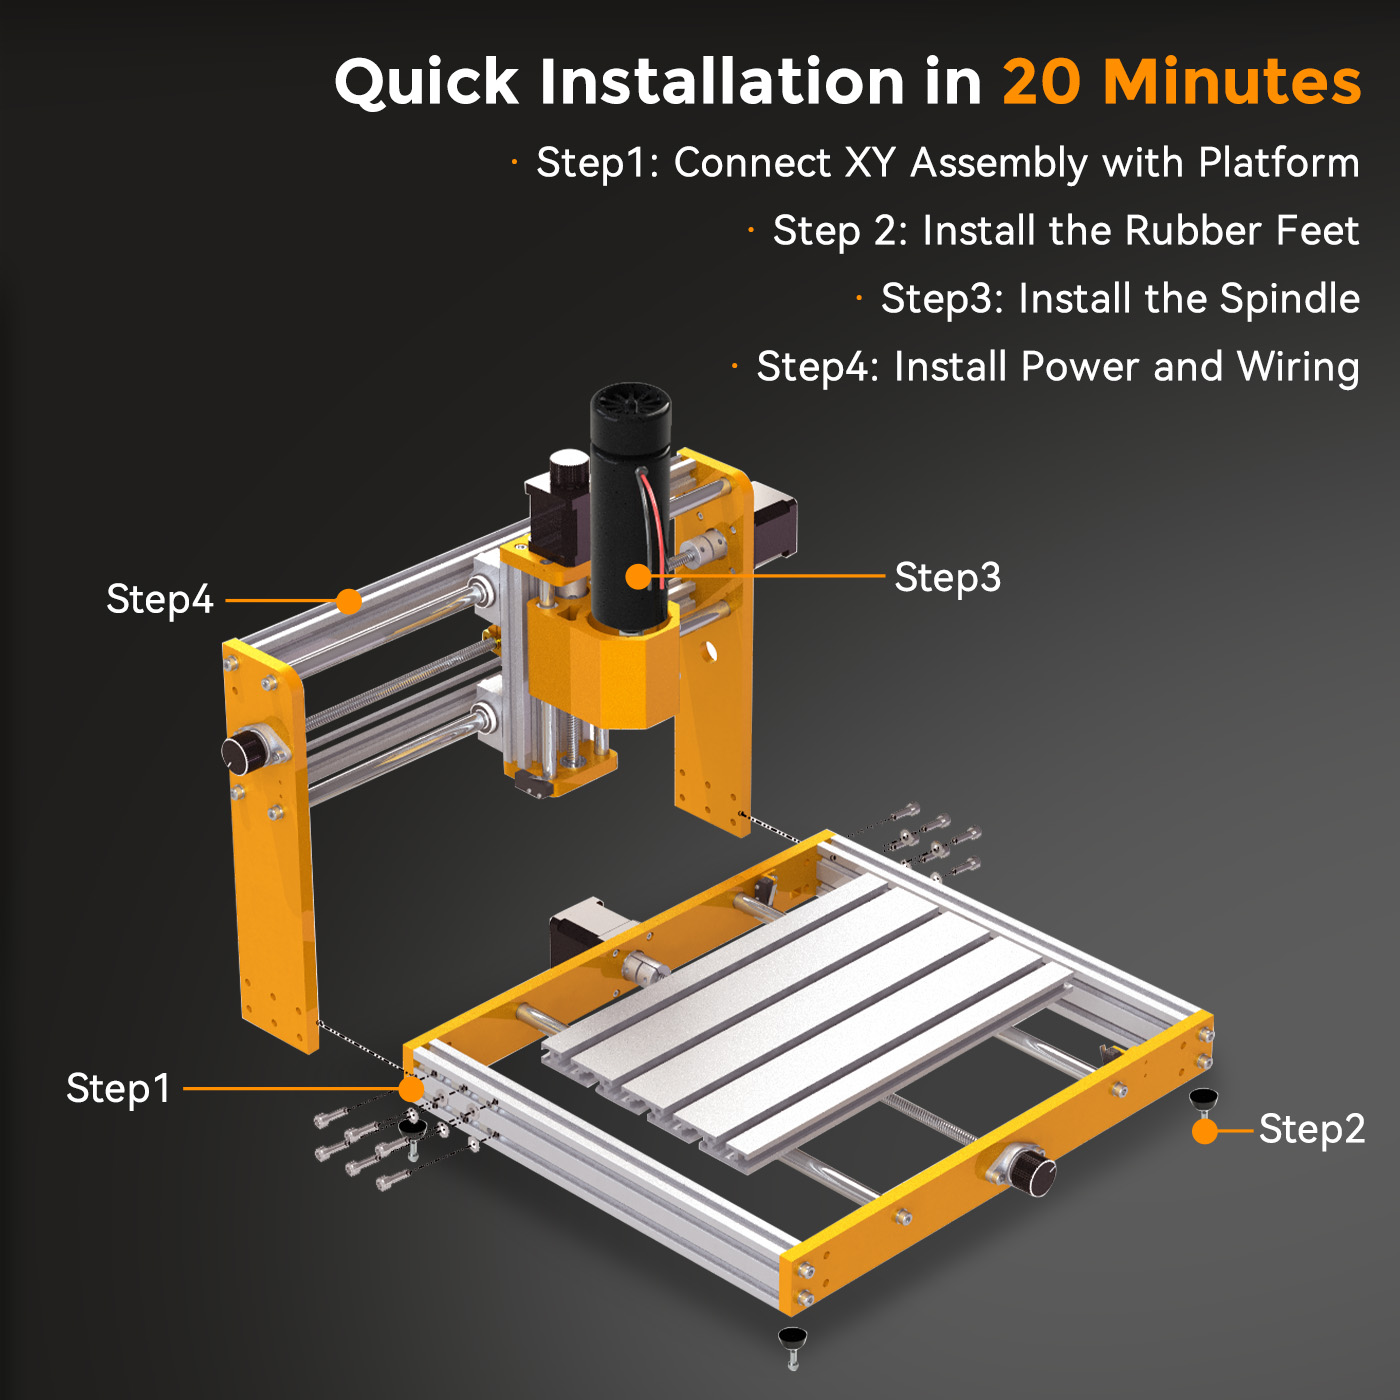 Quick Installation in 20 Minutes
· Step1: Connect XY Assembly with Platform
· Step 2: Install the Rubber Feet
· Step3: Install the Spindle
· Step4: Install Power and Wiring
Step3
Step4
Step1
Step2